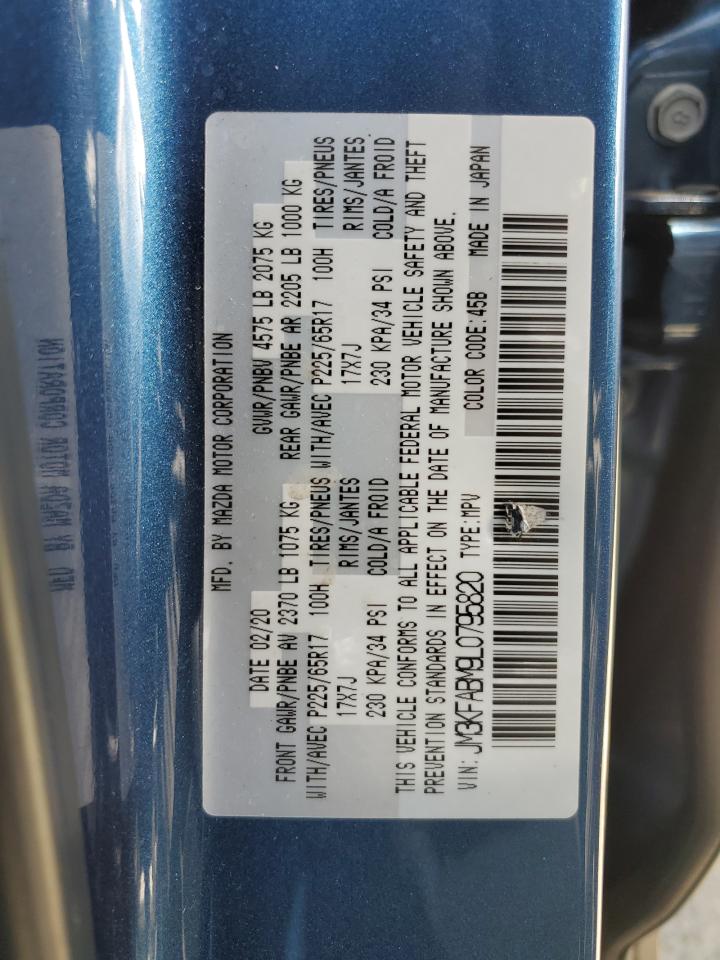 MFD. BY MAZDA MOTOR CORPORATION
DATE 02/20 GVWR/PNBV 4575 LB 2075 KG
FRONT GAWR/PNBE AV 2370 LB 1075 KG REAR GAWR/PNBE AR 2205 LB 1000 KG
WITH/AVEC P225/65R17 100H TIRES/PNEUS WITH/AVEC P225/65R17 100H TIRES/PNEUS
17X7J RIMS/JANTES 17X7J RIMS/JANTES
230 KPA/34 PSI COLD/A FROID 230 KPA/34 PSI COLD/A FROID
THIS VEHICLE CONFORMS TO ALL APPLICABLE FEDERAL MOTOR VEHICLE SAFETY AND THEFT
PREVENTION STANDARDS IN EFFECT ON THE DATE OF MANUFACTURE SHOWN ABOVE.
VIN: JM3KFABM9L0795820 TYPE:MPV COLOR CODE:45B MADE IN JAPAN